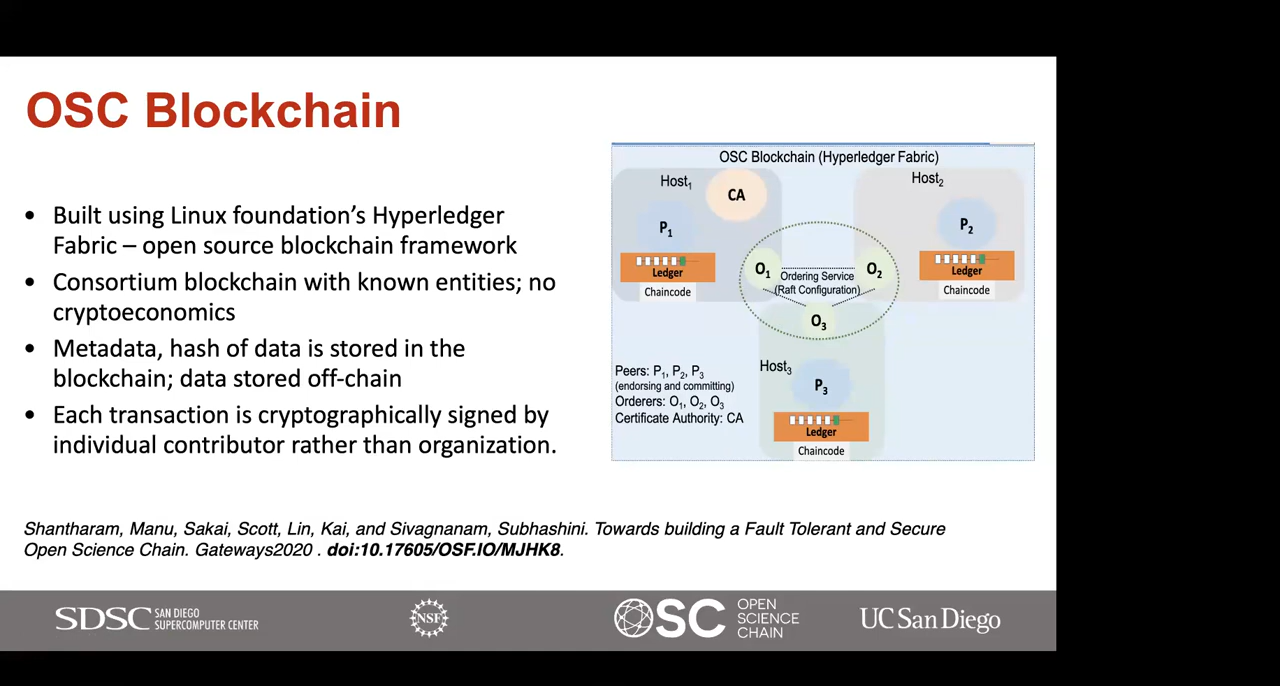 OSC Blockchain
• Built using Linux foundation's Hyperledger
Fabric – open source blockchain framework
• Consortium blockchain with known entities; no
cryptoeconomics
• Metadata, hash of data is stored in the
blockchain; data stored off-chain
• Each transaction is cryptographically signed by
individual contributor rather than organization.
OSC Blockchain (Hyperledger Fabric)
Host₁
CA
P₁
Ledger
Chaincode
Host₂
P₂
Ledger
Chaincode
O₁
Ordering Service
(Raft Configuration)
O₂
O₃
Host₃
P₃
Ledger
Chaincode
Peers: P₁, P₂, P₃
(endorsing and committing)
Orderers: O₁, O₂, O₃
Certificate Authority: CA
Shantharam, Manu, Sakai, Scott, Lin, Kai, and Sivagnanam, Subhashini. Towards building a Fault Tolerant and Secure
Open Science Chain. Gateways2020 . doi:10.17605/OSF.IO/MJHK8.
SDSC SAN DIEGO
SUPERCOMPUTER CENTER
NSF
OSC
OPEN
SCIENCE
CHAIN
UC San Diego